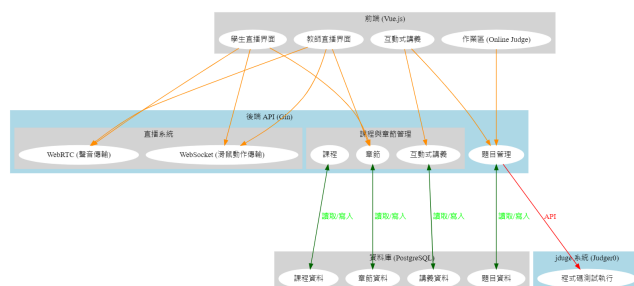 前端 (Vue.js)
學生直播界面
教師直播界面
互動式講義
作業區 (Online Judge)
後端 API (Gin)
直播系統
課程與章節管理
WebRTC (聲音傳輸)
WebSocket (滑鼠動作傳輸)
課程
章節
互動式講義
題目管理
讀取/寫入
讀取/寫入
讀取/寫入
讀取/寫入
API
資料庫 (PostgreSQL)
jduge 系統 (Judger0)
課程資料
章節資料
講義資料
題目資料
程式碼測試執行